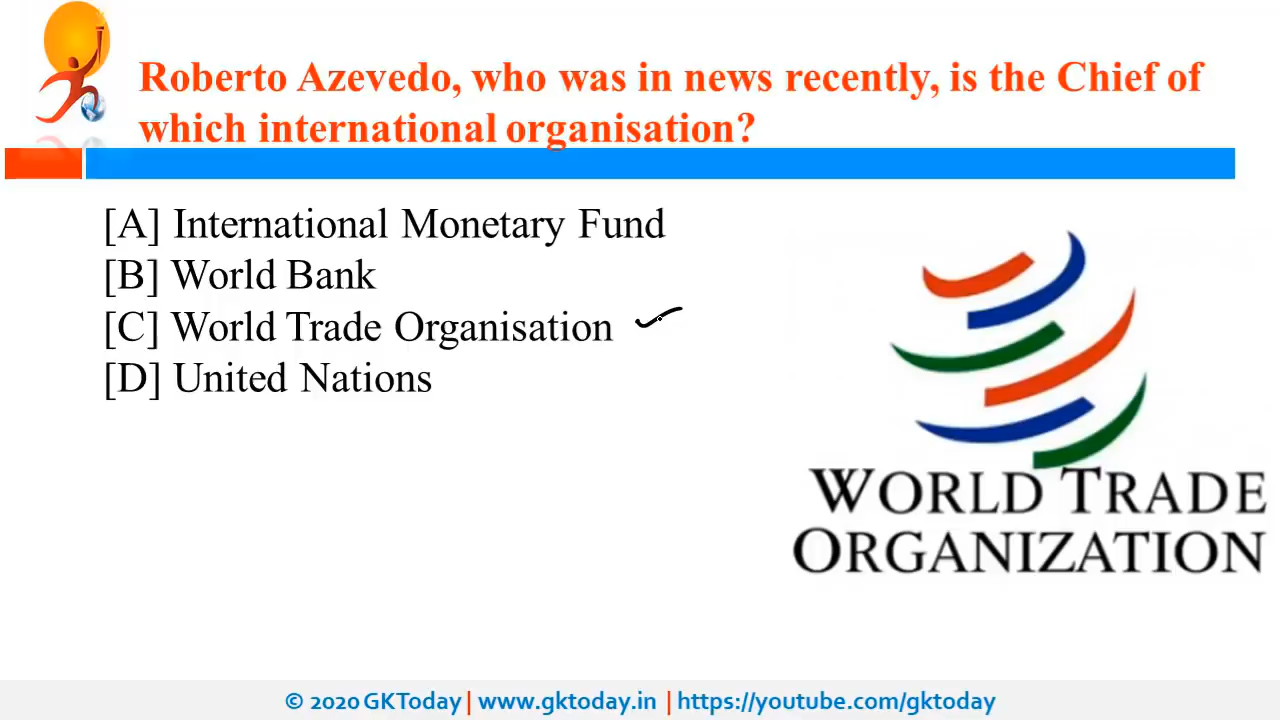 Roberto Azevedo, who was in news recently, is the Chief of
which international organisation?
[A] International Monetary Fund
[B] World Bank
[C] World Trade Organisation
[D] United Nations
WORLD TRADE
ORGANIZATION
© 2020 GKToday | www.gktoday.in | https://youtube.com/gktoday